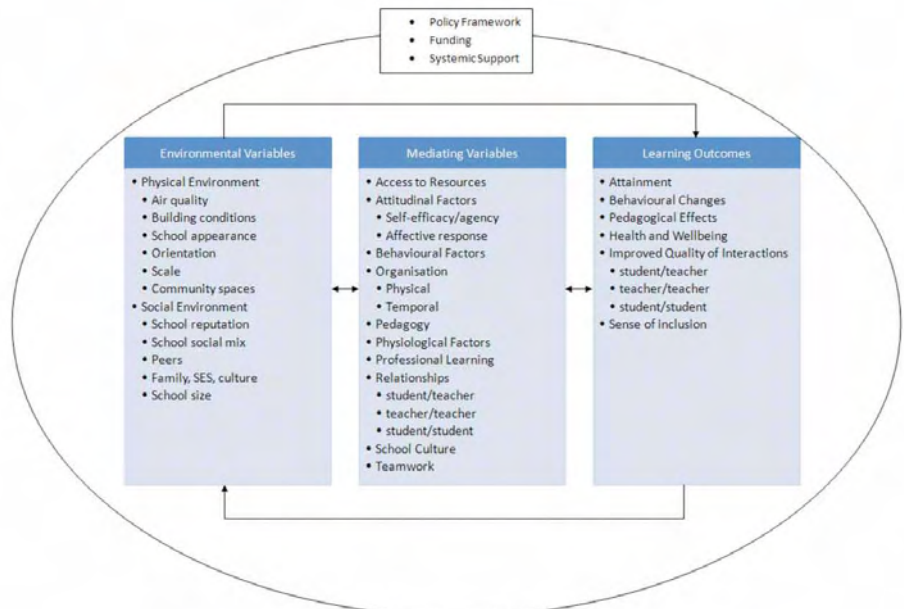 • Policy Framework
• Funding
• Systemic Support
Environmental Variables
• Physical Environment
• Air quality
• Building conditions
• School appearance
• Orientation
• Scale
• Community spaces
• Social Environment
• School reputation
• School social mix
• Peers
• Family, SES, culture
• School size
Mediating Variables
• Access to Resources
• Attitudinal Factors
• Self-efficacy/agency
• Affective response
• Behavioural Factors
• Organisation
• Physical
• Temporal
• Pedagogy
• Physiological Factors
• Professional Learning
• Relationships
• student/teacher
• teacher/teacher
• student/student
• School Culture
• Teamwork
Learning Outcomes
• Attainment
• Behavioural Changes
• Pedagogical Effects
• Health and Wellbeing
• Improved Quality of Interactions
• student/teacher
• teacher/teacher
• student/student
• Sense of inclusion